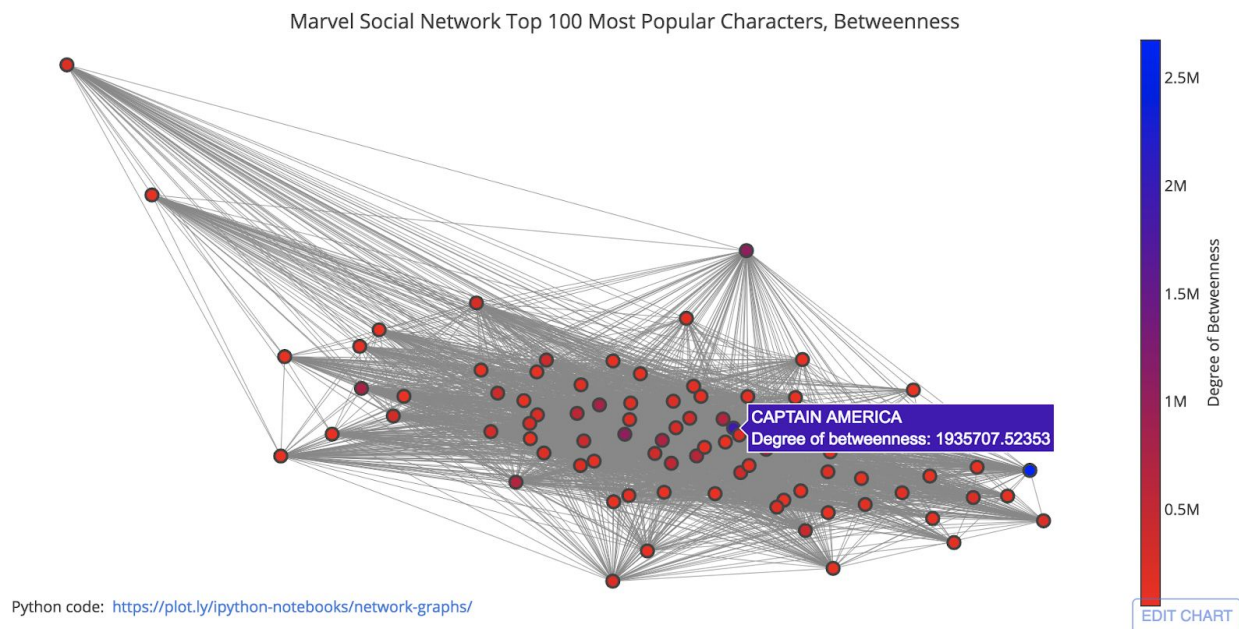 Marvel Social Network Top 100 Most Popular Characters, Betweenness
2.5M
2M
1.5M
1M
0.5M
Degree of Betweenness
CAPTAIN AMERICA
Degree of betweenness: 1935707.52353
Python code: https://plot.ly/ipython-notebooks/network-graphs/
EDIT CHART